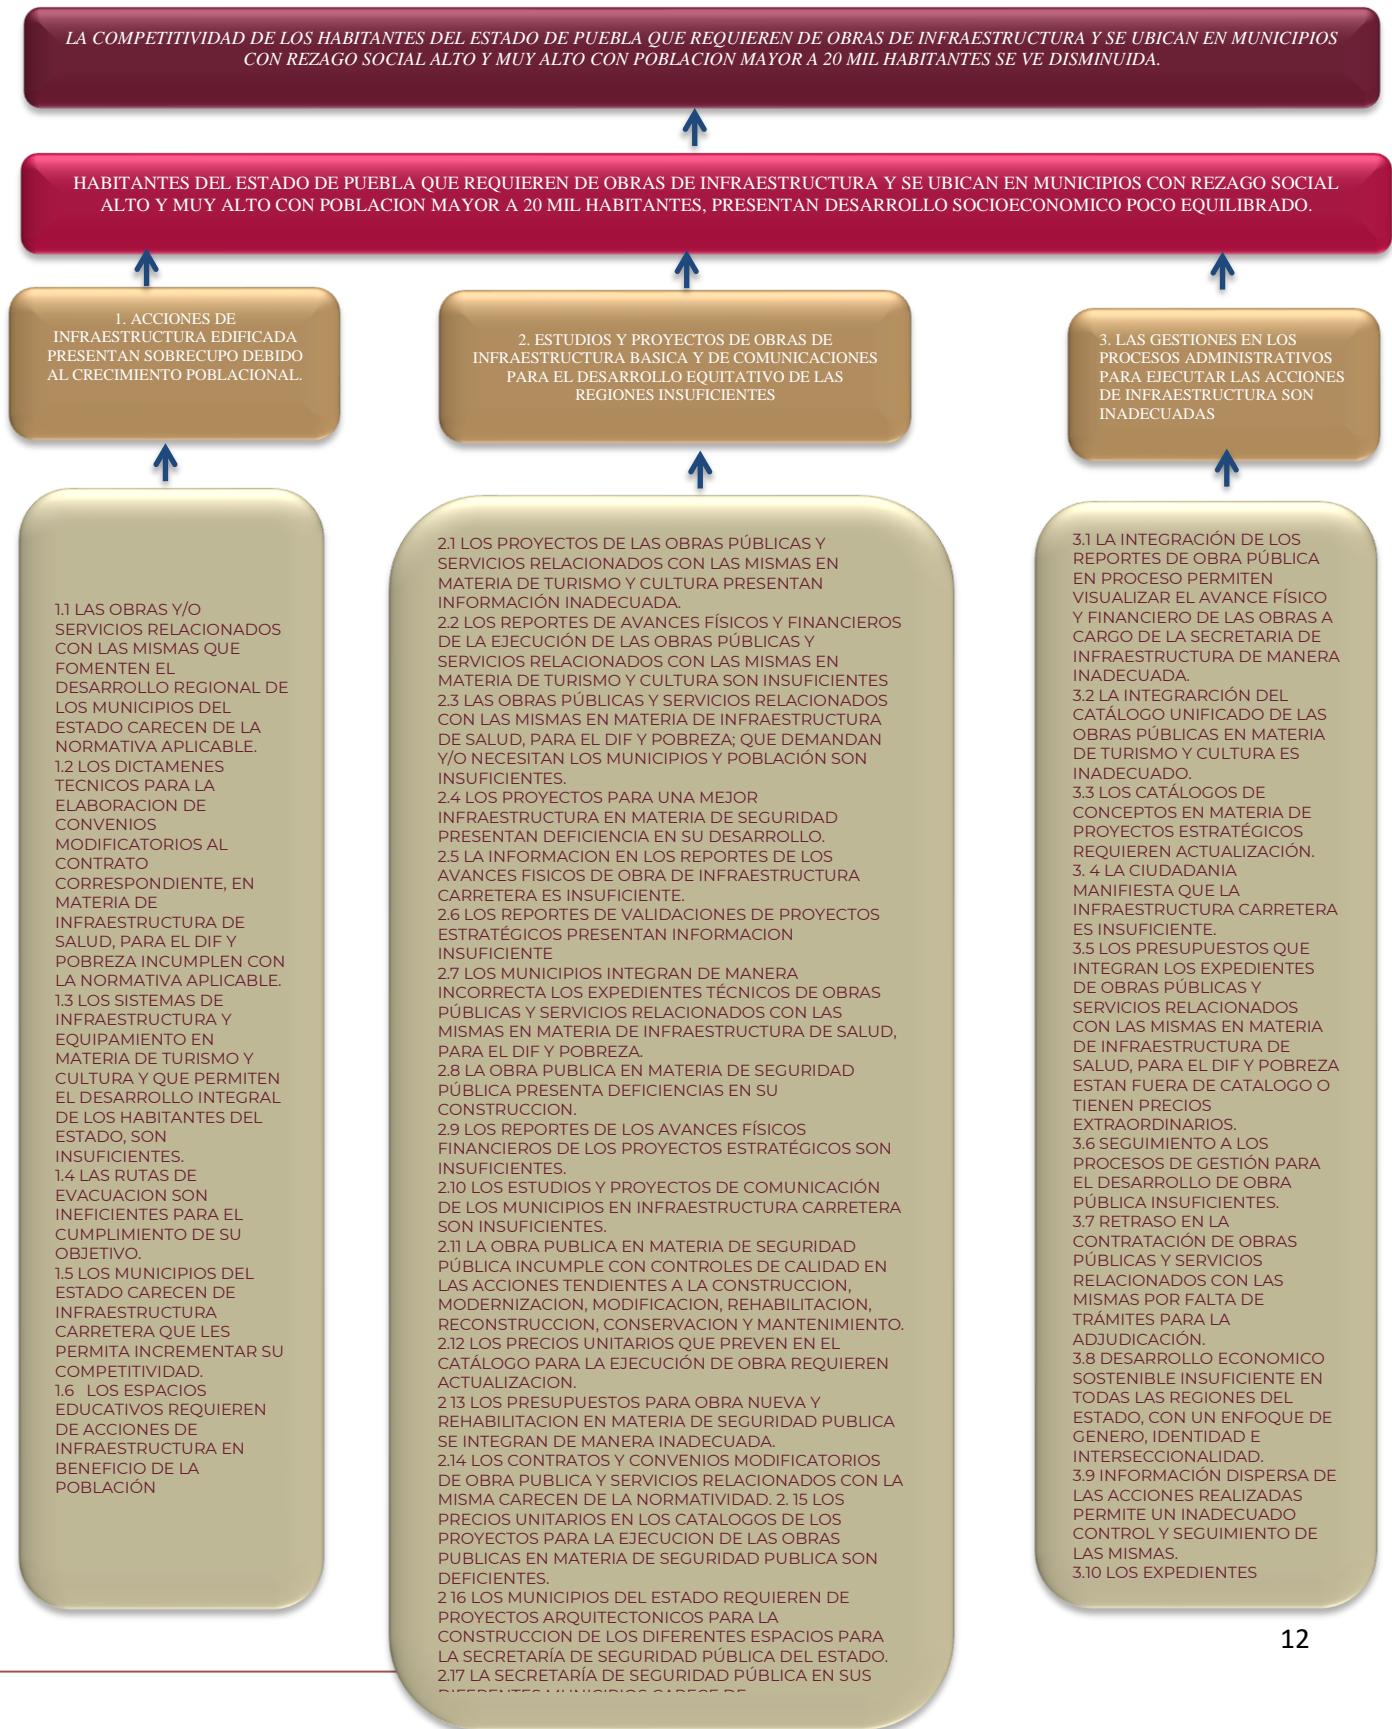 LA COMPETITIVIDAD DE LOS HABITANTES DEL ESTADO DE PUEBLA QUE REQUIEREN DE OBRAS DE INFRAESTRUCTURA Y SE UBICAN EN MUNICIPIOS
CON REZAGO SOCIAL ALTO Y MUY ALTO CON POBLACION MAYOR A 20 MIL HABITANTES SE VE DISMINUIDA.
HABITANTES DEL ESTADO DE PUEBLA QUE REQUIEREN DE OBRAS DE INFRAESTRUCTURA Y SE UBICAN EN MUNICIPIOS CON REZAGO SOCIAL
ALTO Y MUY ALTO CON POBLACION MAYOR A 20 MIL HABITANTES, PRESENTAN DESARROLLO SOCIOECONOMICO POCO EQUILIBRADO.
1. ACCIONES DE
INFRAESTRUCTURA EDIFICADA
PRESENTAN SOBRECUPO DEBIDO
AL CRECIMIENTO POBLACIONAL.
2. ESTUDIOS Y PROYECTOS DE OBRAS DE
INFRAESTRUCTURA BASICA Y DE COMUNICACIONES
PARA EL DESARROLLO EQUITATIVO DE LAS
REGIONES INSUFICIENTES
3. LAS GESTIONES EN LOS
PROCESOS ADMINISTRATIVOS
PARA EJECUTAR LAS ACCIONES
DE INFRAESTRUCTURA SON
INADECUADAS
1.1 LAS OBRAS Y/O
SERVICIOS RELACIONADOS
CON LAS MISMAS QUE
FOMENTEN EL
DESARROLLO REGIONAL DE
LOS MUNICIPIOS DEL
ESTADO CARECEN DE LA
NORMATIVA APLICABLE.
1.2 LOS DICTAMENES
TECNICOS PARA LA
ELABORACION DE
CONVENIOS
MODIFICATORIOS AL
CONTRATO
CORRESPONDIENTE, EN
MATERIA DE
INFRAESTRUCTURA DE
SALUD, PARA EL DIF Y
POBREZA INCUMPLEN CON
LA NORMATIVA APLICABLE.
1.3 LOS SISTEMAS DE
INFRAESTRUCTURA Y
EQUIPAMIENTO EN
MATERIA DE TURISMO Y
CULTURA Y QUE PERMITEN
EL DESARROLLO INTEGRAL
DE LOS HABITANTES DEL
ESTADO, SON
INSUFICIENTES.
1.4 LAS RUTAS DE
EVACUACION SON
INEFICIENTES PARA EL
CUMPLIMIENTO DE SU
OBJETIVO.
1.5 LOS MUNICIPIOS DEL
ESTADO CARECEN DE
INFRAESTRUCTURA
CARRETERA QUE LES
PERMITA INCREMENTAR SU
COMPETITIVIDAD.
1.6 LOS ESPACIOS
EDUCATIVOS REQUIEREN
DE ACCIONES DE
INFRAESTRUCTURA EN
BENEFICIO DE LA
POBLACIÓN
2.1 LOS PROYECTOS DE LAS OBRAS PÚBLICAS Y
SERVICIOS RELACIONADOS CON LAS MISMAS EN
MATERIA DE TURISMO Y CULTURA PRESENTAN
INFORMACIÓN INADECUADA.
2.2 LOS REPORTES DE AVANCES FÍSICOS Y FINANCIEROS
DE LA EJECUCIÓN DE LAS OBRAS PÚBLICAS Y
SERVICIOS RELACIONADOS CON LAS MISMAS EN
MATERIA DE TURISMO Y CULTURA SON INSUFICIENTES
2.3 LAS OBRAS PÚBLICAS Y SERVICIOS RELACIONADOS
CON LAS MISMAS EN MATERIA DE INFRAESTRUCTURA
DE SALUD, PARA EL DIF Y POBREZA; QUE DEMANDAN
Y/O NECESITAN LOS MUNICIPIOS Y POBLACIÓN SON
INSUFICIENTES.
2.4 LOS PROYECTOS PARA UNA MEJOR
INFRAESTRUCTURA EN MATERIA DE SEGURIDAD
PRESENTAN DEFICIENCIA EN SU DESARROLLO.
2.5 LA INFORMACION EN LOS REPORTES DE LOS
AVANCES FISICOS DE OBRA DE INFRAESTRUCTURA
CARRETERA ES INSUFICIENTE.
2.6 LOS REPORTES DE VALIDACIONES DE PROYECTOS
ESTRATÉGICOS PRESENTAN INFORMACION
INSUFICIENTE
2.7 LOS MUNICIPIOS INTEGRAN DE MANERA
INCORRECTA LOS EXPEDIENTES TÉCNICOS DE OBRAS
PÚBLICAS Y SERVICIOS RELACIONADOS CON LAS
MISMAS EN MATERIA DE INFRAESTRUCTURA DE SALUD,
PARA EL DIF Y POBREZA.
2.8 LA OBRA PUBLICA EN MATERIA DE SEGURIDAD
PÚBLICA PRESENTA DEFICIENCIAS EN SU
CONSTRUCCION.
2.9 LOS REPORTES DE LOS AVANCES FÍSICOS
FINANCIEROS DE LOS PROYECTOS ESTRATÉGICOS SON
INSUFICIENTES.
2.10 LOS ESTUDIOS Y PROYECTOS DE COMUNICACIÓN
DE LOS MUNICIPIOS EN INFRAESTRUCTURA CARRETERA
SON INSUFICIENTES.
2.11 LA OBRA PUBLICA EN MATERIA DE SEGURIDAD
PÚBLICA INCUMPLE CON CONTROLES DE CALIDAD EN
LAS ACCIONES TENDIENTES A LA CONSTRUCCION,
MODERNIZACION, MODIFICACION, REHABILITACION,
RECONSTRUCCION, CONSERVACION Y MANTENIMIENTO.
2.12 LOS PRECIOS UNITARIOS QUE PREVEN EN EL
CATÁLOGO PARA LA EJECUCIÓN DE OBRA REQUIEREN
ACTUALIZACION.
2 13 LOS PRESUPUESTOS PARA OBRA NUEVA Y
REHABILITACION EN MATERIA DE SEGURIDAD PUBLICA
SE INTEGRAN DE MANERA INADECUADA.
2.14 LOS CONTRATOS Y CONVENIOS MODIFICATORIOS
DE OBRA PUBLICA Y SERVICIOS RELACIONADOS CON LA
MISMA CARECEN DE LA NORMATIVIDAD. 2. 15 LOS
PRECIOS UNITARIOS EN LOS CATALOGOS DE LOS
PROYECTOS PARA LA EJECUCION DE LAS OBRAS
PUBLICAS EN MATERIA DE SEGURIDAD PUBLICA SON
DEFICIENTES.
2 16 LOS MUNICIPIOS DEL ESTADO REQUIEREN DE
PROYECTOS ARQUITECTONICOS PARA LA
CONSTRUCCION DE LOS DIFERENTES ESPACIOS PARA
LA SECRETARÍA DE SEGURIDAD PÚBLICA DEL ESTADO.
2.17 LA SECRETARÍA DE SEGURIDAD PÚBLICA EN SUS
DIFERENTES MUNICIPIOS CARECE DE
3.1 LA INTEGRACIÓN DE LOS
REPORTES DE OBRA PÚBLICA
EN PROCESO PERMITEN
VISUALIZAR EL AVANCE FÍSICO
Y FINANCIERO DE LAS OBRAS A
CARGO DE LA SECRETARIA DE
INFRAESTRUCTURA DE MANERA
INADECUADA.
3.2 LA INTEGRARCIÓN DEL
CATÁLOGO UNIFICADO DE LAS
OBRAS PÚBLICAS EN MATERIA
DE TURISMO Y CULTURA ES
INADECUADO.
3.3 LOS CATÁLOGOS DE
CONCEPTOS EN MATERIA DE
PROYECTOS ESTRATÉGICOS
REQUIEREN ACTUALIZACIÓN.
3. 4 LA CIUDADANIA
MANIFIESTA QUE LA
INFRAESTRUCTURA CARRETERA
ES INSUFICIENTE.
3.5 LOS PRESUPUESTOS QUE
INTEGRAN LOS EXPEDIENTES
DE OBRAS PÚBLICAS Y
SERVICIOS RELACIONADOS
CON LAS MISMAS EN MATERIA
DE INFRAESTRUCTURA DE
SALUD, PARA EL DIF Y POBREZA
ESTAN FUERA DE CATALOGO O
TIENEN PRECIOS
EXTRAORDINARIOS.
3.6 SEGUIMIENTO A LOS
PROCESOS DE GESTIÓN PARA
EL DESARROLLO DE OBRA
PÚBLICA INSUFICIENTES.
3.7 RETRASO EN LA
CONTRATACIÓN DE OBRAS
PÚBLICAS Y SERVICIOS
RELACIONADOS CON LAS
MISMAS POR FALTA DE
TRÁMITES PARA LA
ADJUDICACIÓN.
3.8 DESARROLLO ECONOMICO
SOSTENIBLE INSUFICIENTE EN
TODAS LAS REGIONES DEL
ESTADO, CON UN ENFOQUE DE
GENERO, IDENTIDAD E
INTERSECCIONALIDAD.
3.9 INFORMACIÓN DISPERSA DE
LAS ACCIONES REALIZADAS
PERMITE UN INADECUADO
CONTROL Y SEGUIMIENTO DE
LAS MISMAS.
3.10 LOS EXPEDIENTES
12